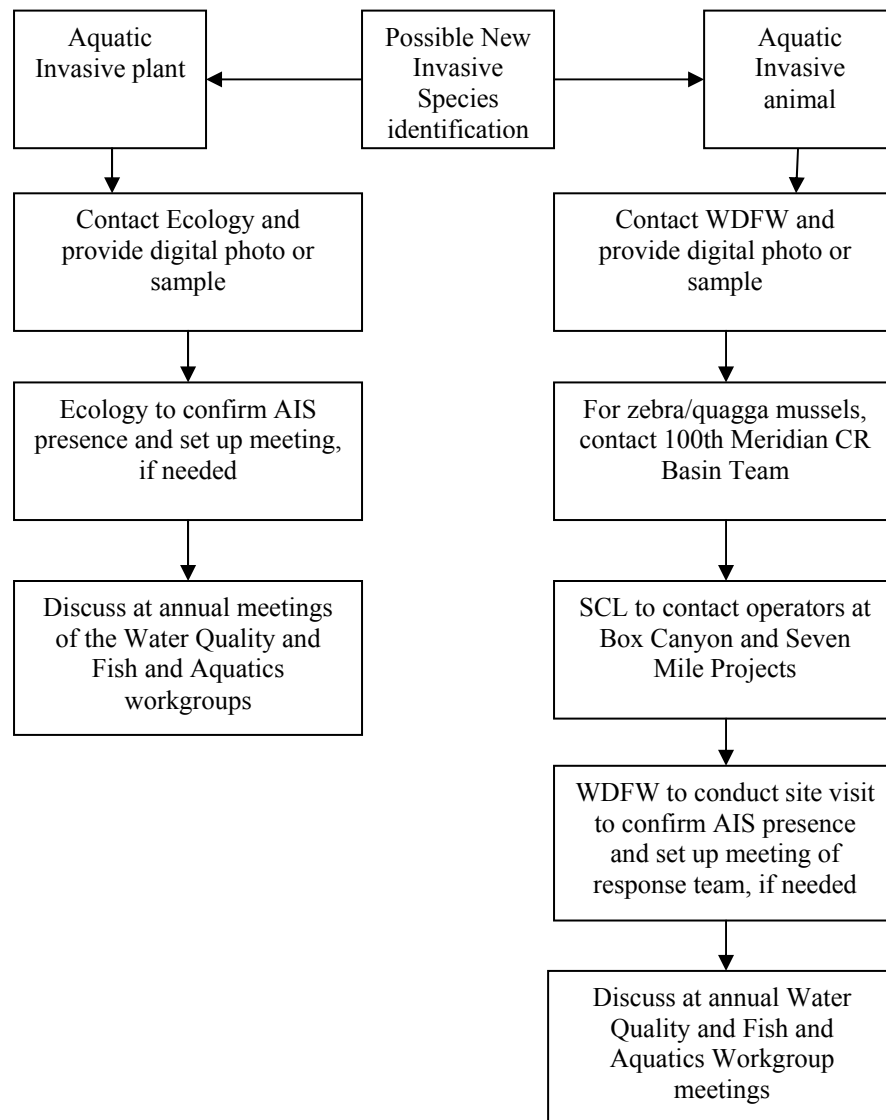 Aquatic
Invasive plant
Possible New
Invasive
Species
identification
Aquatic
Invasive
animal
Contact Ecology and
provide digital photo or
sample
Ecology to confirm AIS
presence and set up meeting,
if needed
Discuss at annual meetings
of the Water Quality and
Fish and Aquatics
workgroups
Contact WDFW and
provide digital photo or
sample
For zebra/quagga mussels,
contact 100th Meridian CR
Basin Team
SCL to contact operators at
Box Canyon and Seven
Mile Projects
WDFW to conduct site visit
to confirm AIS presence
and set up meeting of
response team, if needed
Discuss at annual Water
Quality and Fish and
Aquatics Workgroup
meetings